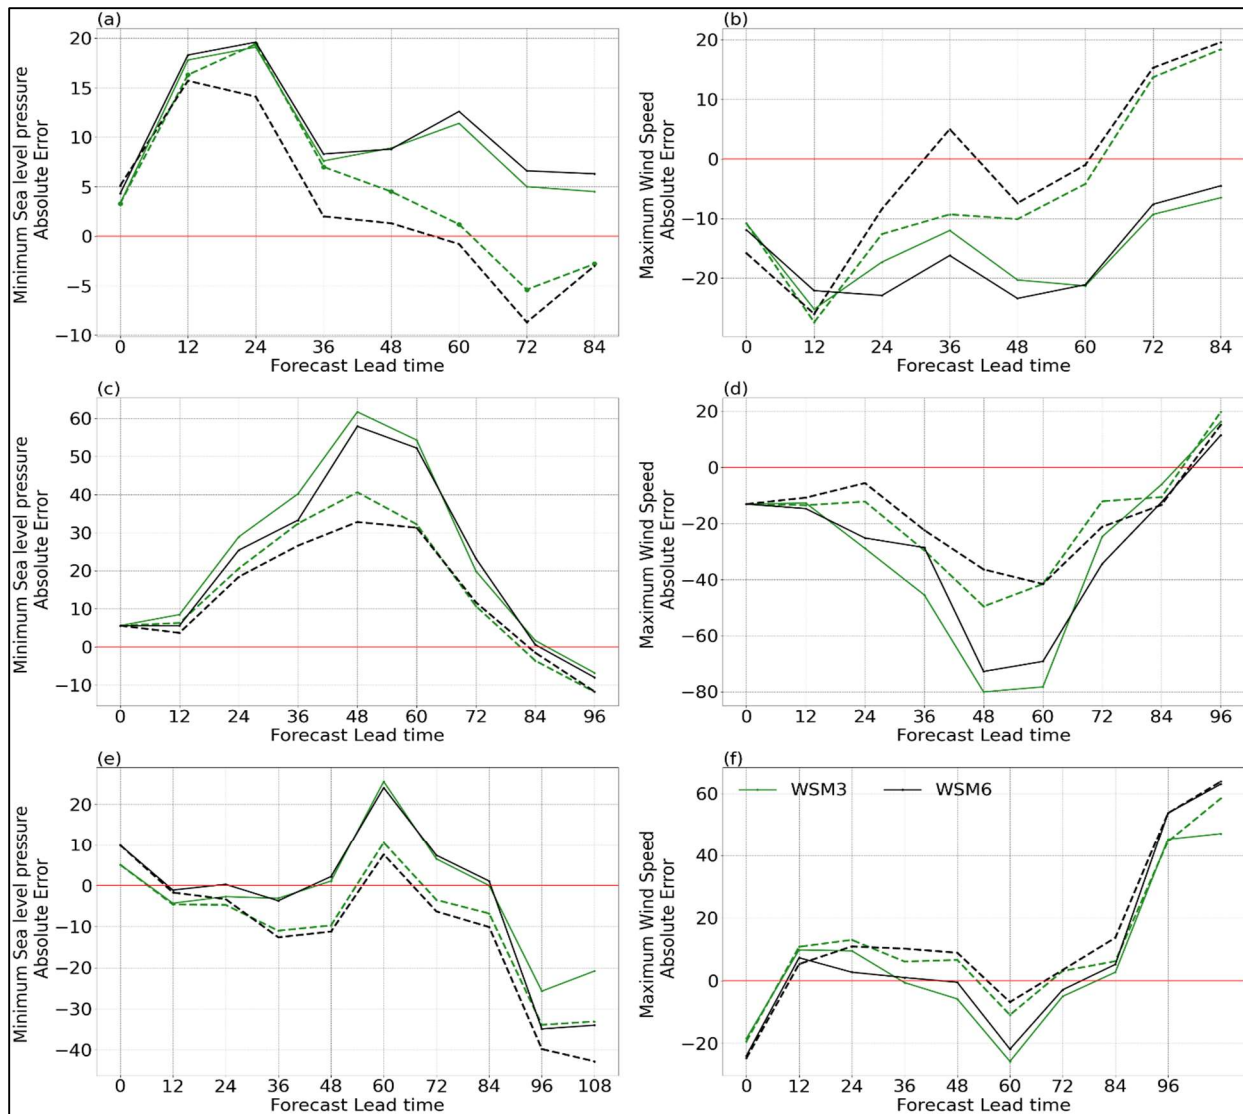 (a)
Minimum Sea level pressure
Absolute Error
20
15
10
5
0
−5
−10
0 12 24 36 48 60 72 84
Forecast Lead time
(b)
Maximum Wind Speed
Absolute Error
20
10
0
−10
−20
0 12 24 36 48 60 72 84
Forecast Lead time
(c)
Minimum Sea level pressure
Absolute Error
60
50
40
30
20
10
0
−10
0 12 24 36 48 60 72 84 96
Forecast Lead time
(d)
Maximum Wind Speed
Absolute Error
20
0
−20
−40
−60
−80
0 12 24 36 48 60 72 84 96
Forecast Lead time
(e)
Minimum Sea level pressure
Absolute Error
20
10
0
−10
−20
−30
−40
0 12 24 36 48 60 72 84 96 108
Forecast Lead time
(f)
WSM3 WSM6
Maximum Wind Speed
Absolute Error
60
40
20
0
−20
0 12 24 36 48 60 72 84 96
Forecast Lead time